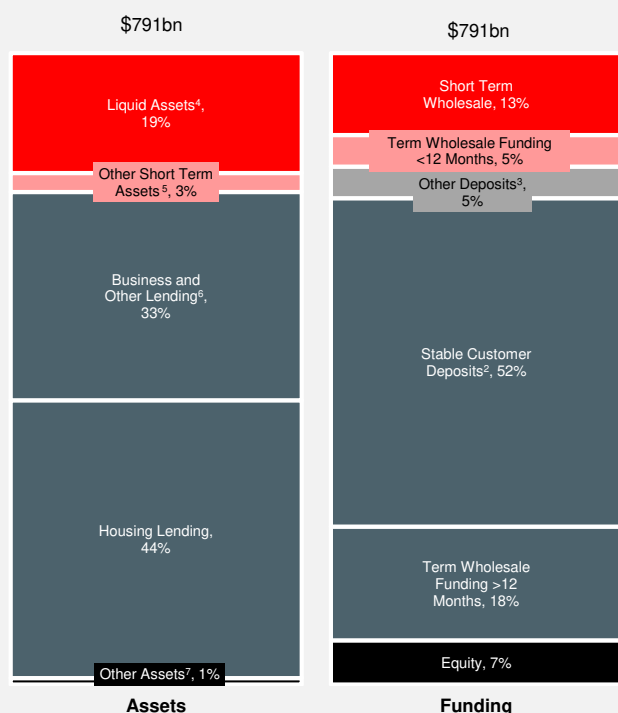 $791bn
Liquid Assets⁴,
19%
Other Short Term
Assets ⁵, 3%
Business and
Other Lending⁶,
33%
Housing Lending,
44%
Other Assets⁷, 1%
Assets
$791bn
Short Term
Wholesale, 13%
Term Wholesale Funding
<12 Months, 5%
Other Deposits³,
5%
Stable Customer
Deposits², 52%
Term Wholesale
Funding >12
Months, 18%
Equity, 7%
Funding